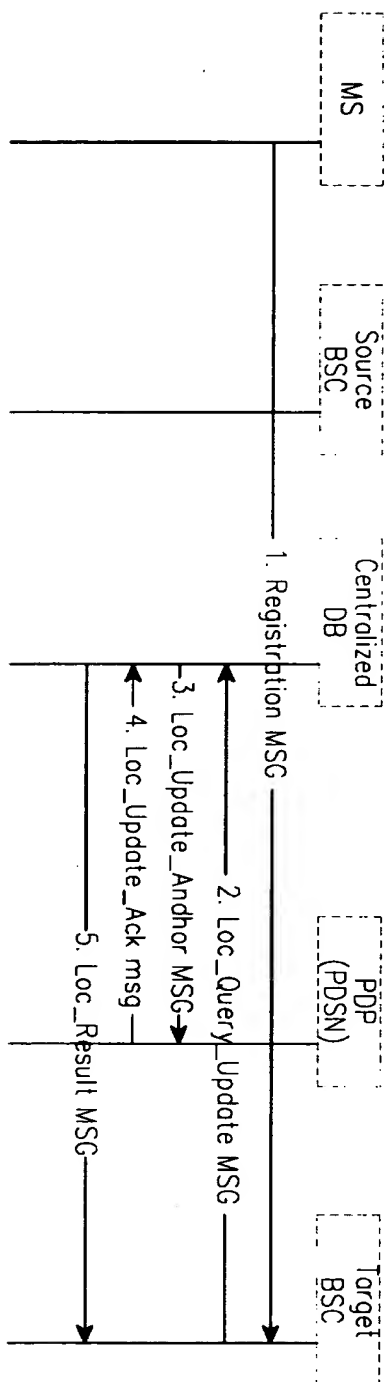 MS
Source
BSC
Centralized
DB
PDP
(PDSN)
Target
BSC
1. Registration MSG
2. Loc_Query_Update MSG
3. Loc_Update_Andhor MSG
4. Loc_Update_Ack msg
5. Loc_Result MSG